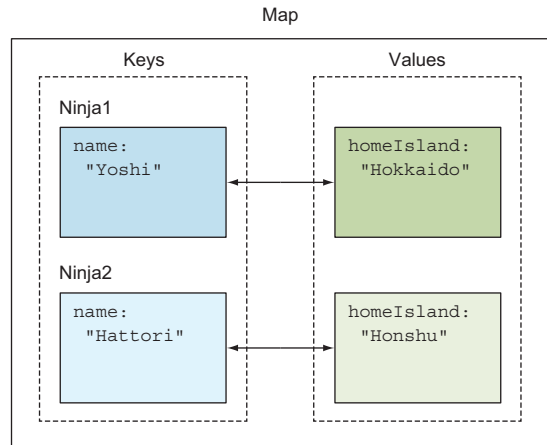 Map
Keys
Values
Ninja1
name:
"Yoshi"
homeIsland:
"Hokkaido"
Ninja2
name:
"Hattori"
homeIsland:
"Honshu"